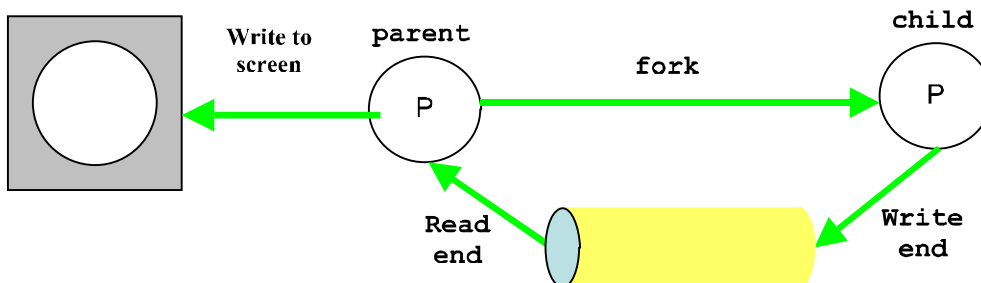 Write to
screen
parent
P
fork
child
P
Read
end
Write
end